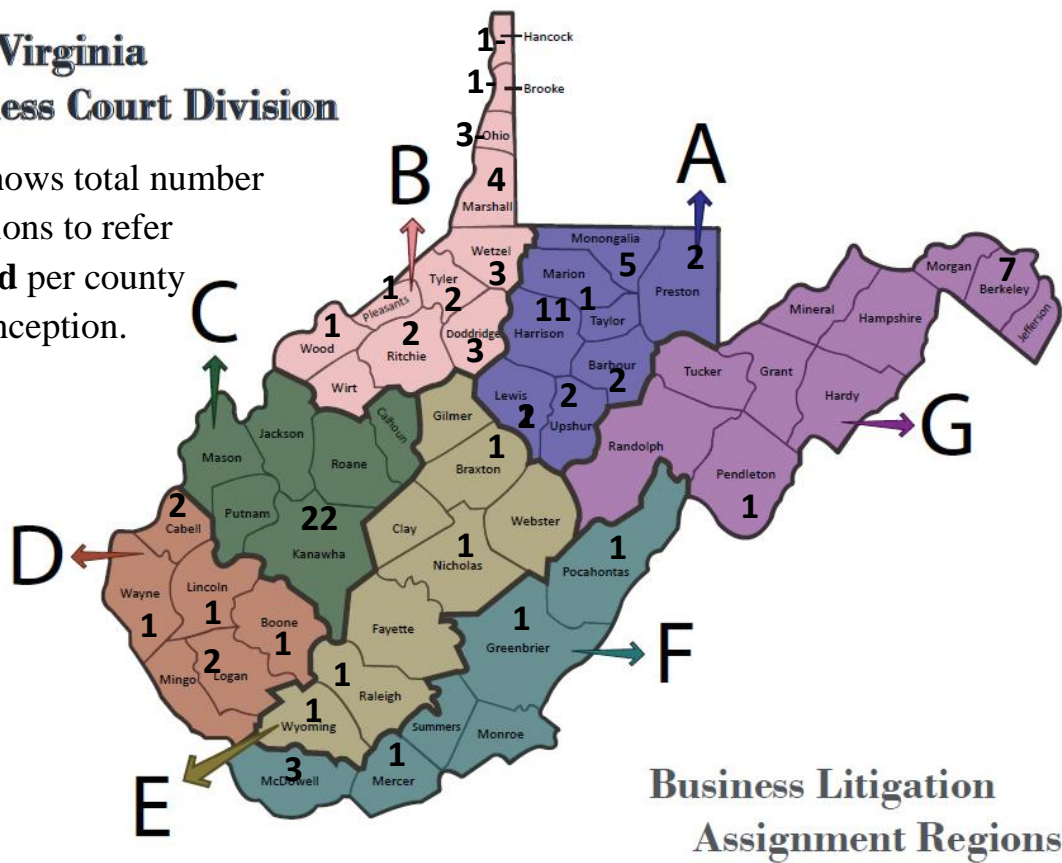 Virginia
ness Court Division
hows total number
ions to refer
d per county
nception.
1-
Hancock
1-
Brooke
3-
Ohio
4
Marshall
B
A
C
Wetzel
3
Tyler
2
1
Pleasants
1
Wood
2
Ritchie
Doddridge
3
Wirt
Monongalia
5
2
Preston
Marion
11
Harrison
1
Taylor
Barbour
2
Lewis
2
Upshur
Morgan
7
Berkeley
Jefferson
Mineral
Hampshire
Tucker
Grant
Hardy
G
Randolph
Pendleton
1
Jackson
Calhoun
Mason
Roane
Putnam
22
Kanawha
Gilmer
1
Braxton
Clay
Webster
1
Nicholas
Fayette
1
Raleigh
1
Wyoming
E
D
2
Cabell
Wayne
1
Lincoln
1
Boone
1
Mingo
2
Logan
1
Pocahontas
1
Greenbrier
F
Summers
Monroe
1
Mercer
3
McDowell
Business Litigation
Assignment Regions